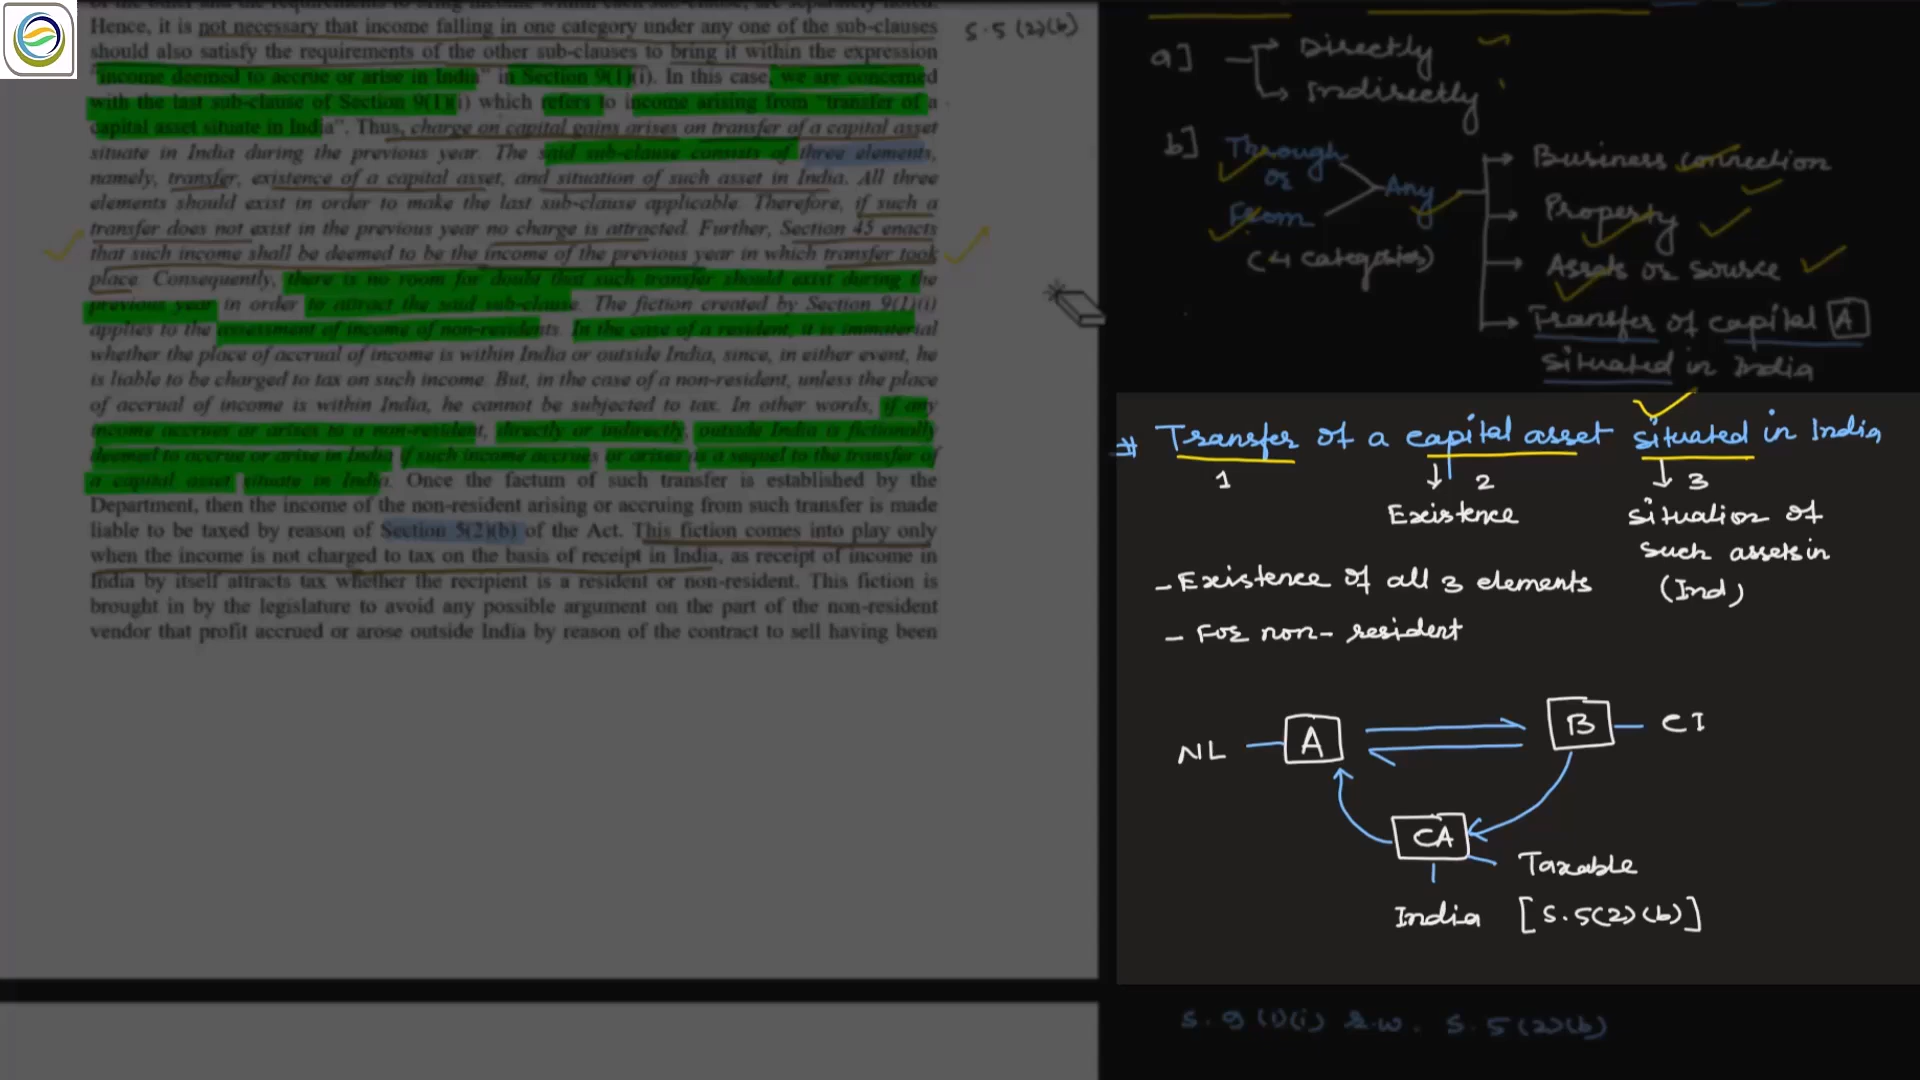 Hence, it is not necessary that income falling in one category under any one of the sub-clauses
should also satisfy the requirements of the other sub-clauses to bring it within the expression
"income deemed to accrue or arise in India" in Section 9(1)(i). In this case, we are concerned
with the last sub-clause of Section 9(1)(i) which refers to income arising from "transfer of a
capital asset situate in India". Thus, charge on capital gains arises on transfer of a capital asset
situate in India during the previous year. The said sub-clause consists of three elements,
namely, transfer, existence of a capital asset, and situation of such asset in India. All three
elements should exist in order to make the last sub-clause applicable. Therefore, if such a
transfer does not exist in the previous year no charge is attracted. Further, Section 45 enacts
that such income shall be deemed to be the income of the previous year in which transfer took
place. Consequently, there is no room for doubt that such transfer should exist during the
previous year in order to attract the said sub-clause. The fiction created by Section 9(1)(i)
applies to the assessment of income of non-residents. In the case of a resident, it is immaterial
whether the place of accrual of income is within India or outside India, since, in either event, he
is liable to be charged to tax on such income. But, in the case of a non-resident, unless the place
of accrual of income is within India, he cannot be subjected to tax. In other words, if any
income accrues or arises to a non-resident, directly or indirectly, outside India is fictionally
deemed to accrue or arise in India if such income accrues or arises is a sequel to the transfer of
a capital asset situate in India. Once the factum of such transfer is established by the
Department, then the income of the non-resident arising or accruing from such transfer is made
liable to be taxed by reason of Section 5(2)(b) of the Act. This fiction comes into play only
when the income is not charged to tax on the basis of receipt in India, as receipt of income in
India by itself attracts tax whether the recipient is a resident or non-resident. This fiction is
brought in by the legislature to avoid any possible argument on the part of the non-resident
vendor that profit accrued or arose outside India by reason of the contract to sell having been
S.5(2)(b)
a] Directly
Indirectly
b] Through
or
From
(4 categories)
Any
Business connection
Property
Assets or source
Transfer of capital A
situated in India
Transfer of a capital asset situated in India
1 2 3
Existence
situation of
such assets in
(Ind)
- Existence of all 3 elements
- For non-resident
NL A B CI
CA
Taxable
India [S.5(2)(b)]
S.9(1)(i) r.w. S.5(2)(b)